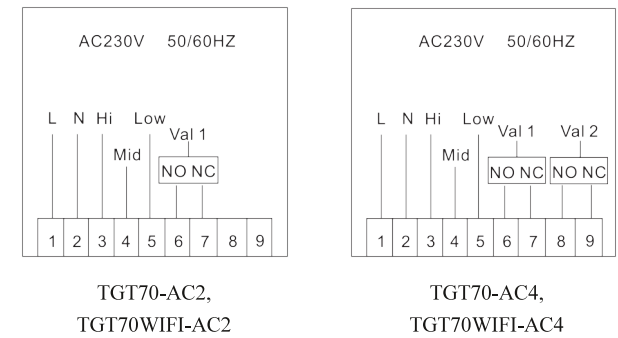 AC230V 50/60HZ
L N Hi Low
Val 1
Mid
NO NC
1 2 3 4 5 6 7 8 9
TGT70-AC2,
TGT70WIFI-AC2
AC230V 50/60HZ
L N Hi Low
Val 1 Val 2
Mid
NO NC NO NC
1 2 3 4 5 6 7 8 9
TGT70-AC4,
TGT70WIFI-AC4